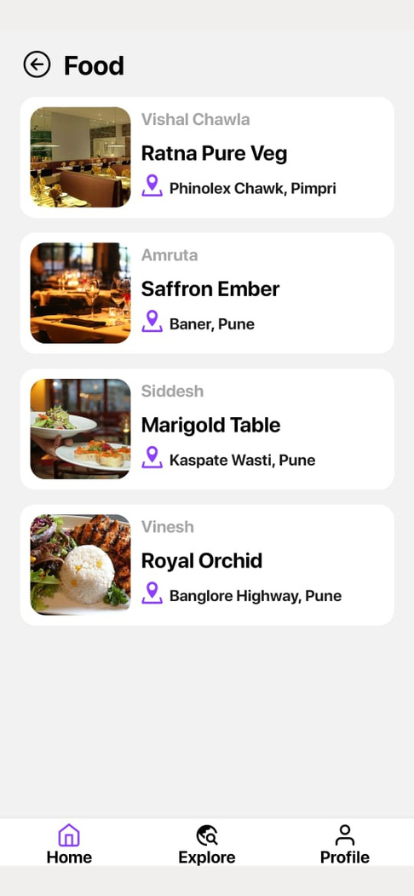 Food
Vishal Chawla
Ratna Pure Veg
Phinolex Chawk, Pimpri
Amruta
Saffron Ember
Baner, Pune
Siddesh
Marigold Table
Kaspate Wasti, Pune
Vinesh
Royal Orchid
Banglore Highway, Pune
Home
Explore
Profile